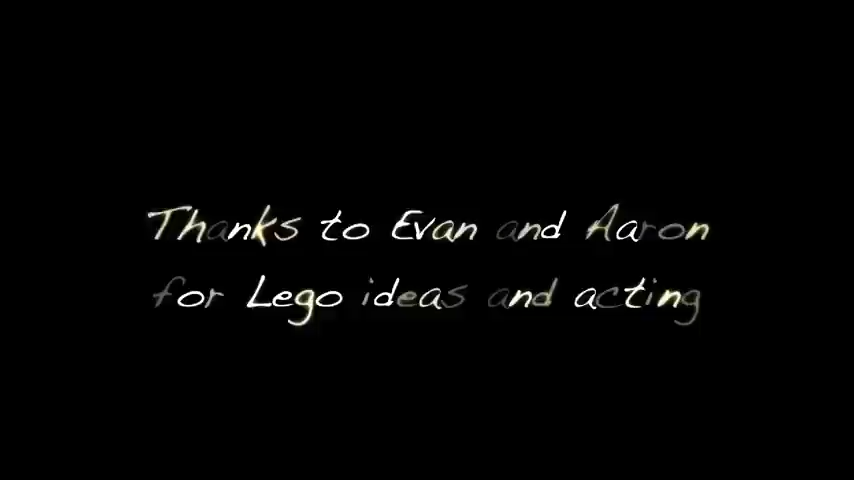 Thanks to Evan and Aaron
for Lego ideas and acting